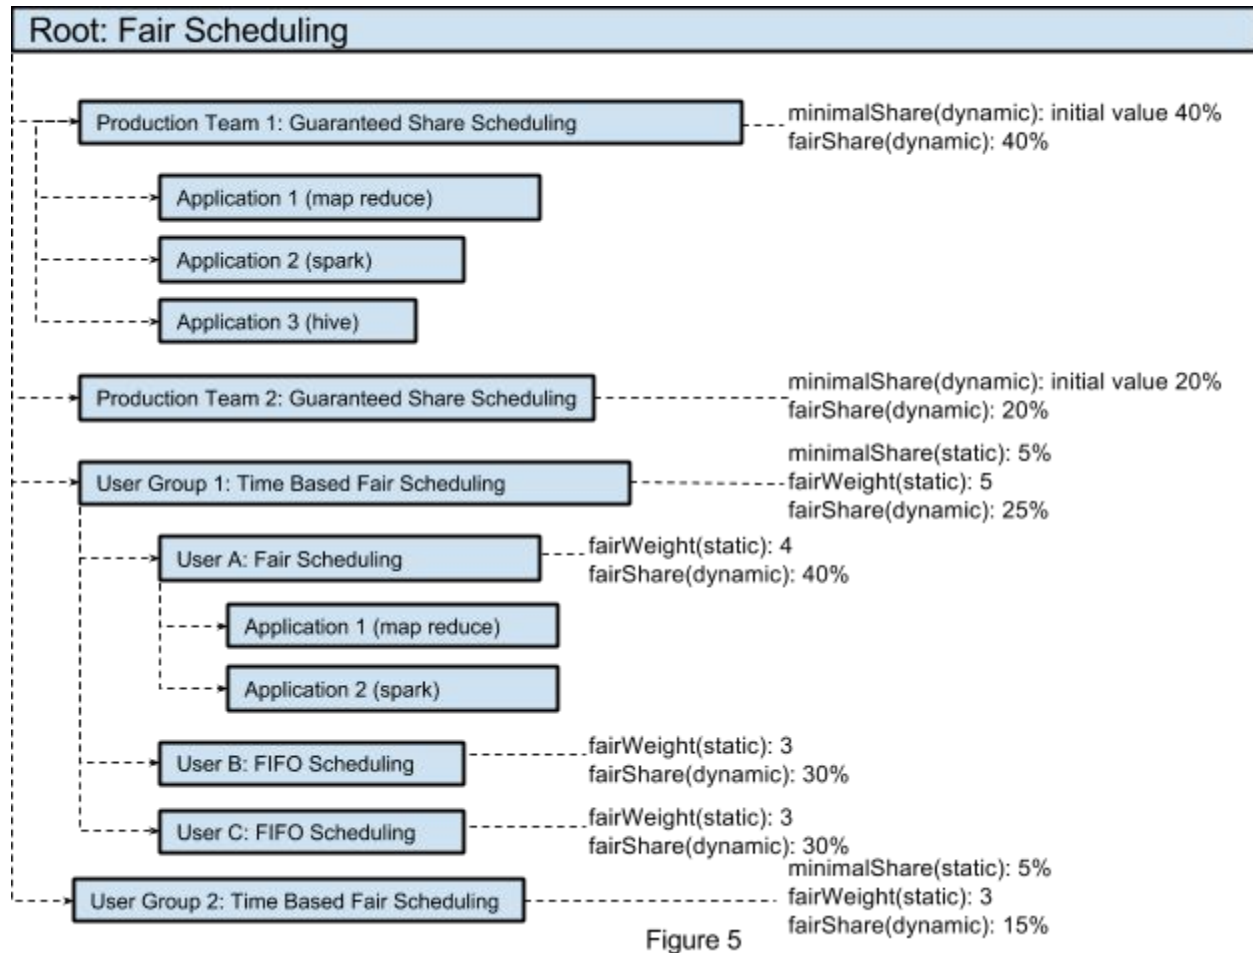 Root: Fair Scheduling
Production Team 1: Guaranteed Share Scheduling
minimalShare(dynamic): initial value 40%
fairShare(dynamic): 40%
Application 1 (map reduce)
Application 2 (spark)
Application 3 (hive)
Production Team 2: Guaranteed Share Scheduling
minimalShare(dynamic): initial value 20%
fairShare(dynamic): 20%
User Group 1: Time Based Fair Scheduling
minimalShare(static): 5%
fairWeight(static): 5
fairShare(dynamic): 25%
User A: Fair Scheduling
fairWeight(static): 4
fairShare(dynamic): 40%
Application 1 (map reduce)
Application 2 (spark)
User B: FIFO Scheduling
fairWeight(static): 3
fairShare(dynamic): 30%
User C: FIFO Scheduling
fairWeight(static): 3
fairShare(dynamic): 30%
User Group 2: Time Based Fair Scheduling
minimalShare(static): 5%
fairWeight(static): 3
fairShare(dynamic): 15%
Figure 5